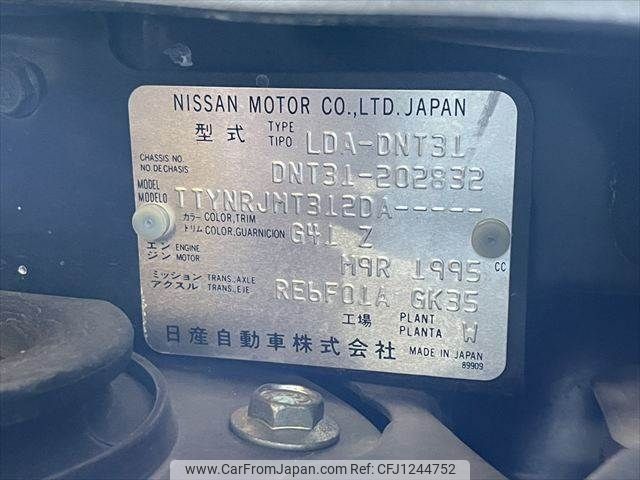 NISSAN MOTOR CO.,LTD. JAPAN
型式 TYPE TIPO LDA-DNT31
CHASSIS NO. NO DE CHASIS DNT31-202832
MODEL MODELO TTYNRJMT312DA-----
カラー COLOR,TRIM
トリム COLOR,GUARNICION G41 Z
エンジン ENGINE MOTOR M9R 1995 CC
ミッション TRANS.,AXLE
アクスル TRANS.,EJE RE6F01A GK35
工場 PLANT PLANTA W
日産自動車株式会社 MADE IN JAPAN
89909
www.CarFromJapan.com | Photo ID: CFJ1244752